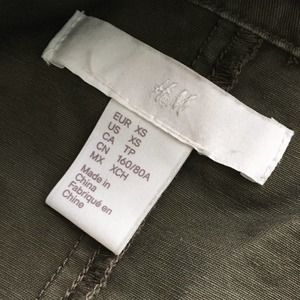 H&M
EUR XS
US XS
CA TP
CN 160/80A
MX XCH
Made in
China
Fabriqué en
Chine